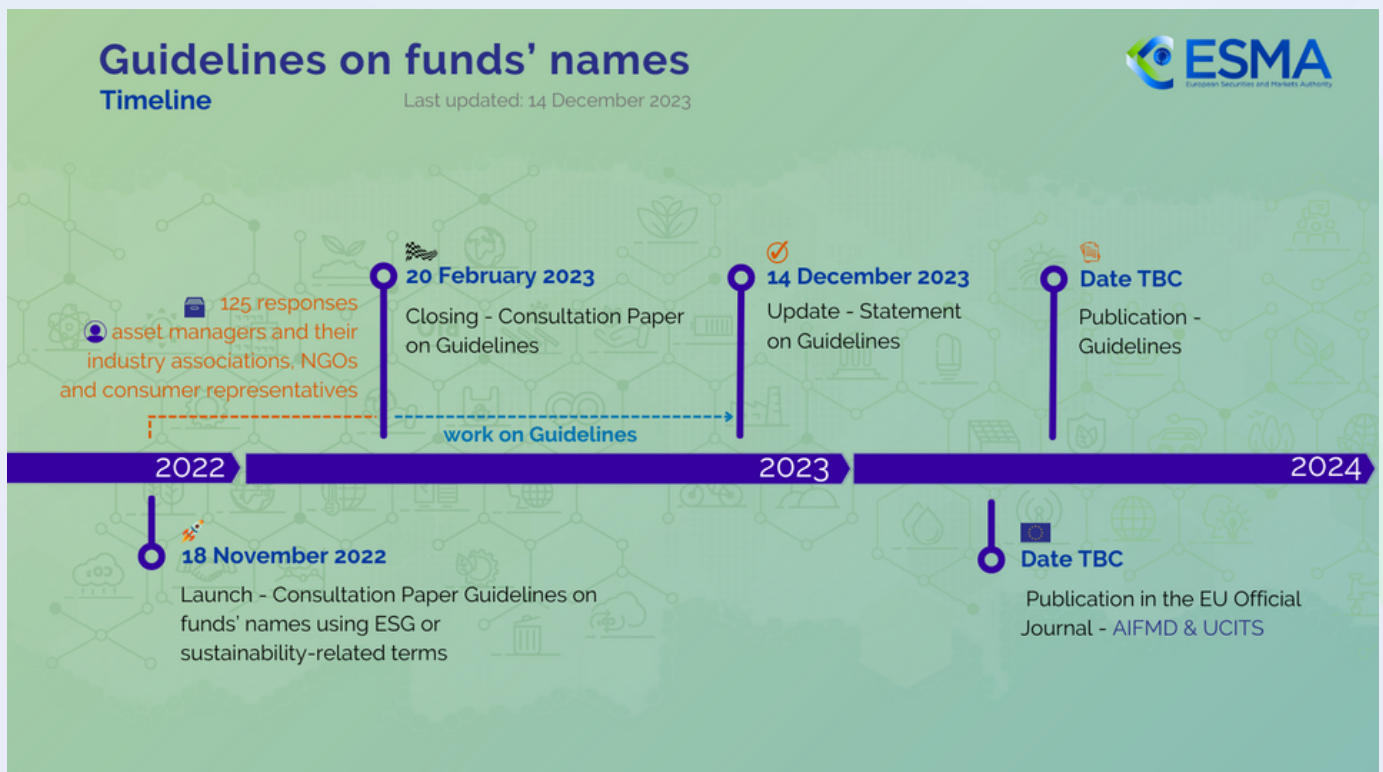 Guidelines on funds' names
Timeline
Last updated: 14 December 2023
ESMA
European Securities and Markets Authority
125 responses
asset managers and their
industry associations, NGOs
and consumer representatives
20 February 2023
Closing - Consultation Paper
on Guidelines
14 December 2023
Update - Statement
on Guidelines
Date TBC
Publication -
Guidelines
work on Guidelines
2022
2023
2024
18 November 2022
Launch - Consultation Paper Guidelines on
funds' names using ESG or
sustainability-related terms
Date TBC
Publication in the EU Official
Journal - AIFMD & UCITS